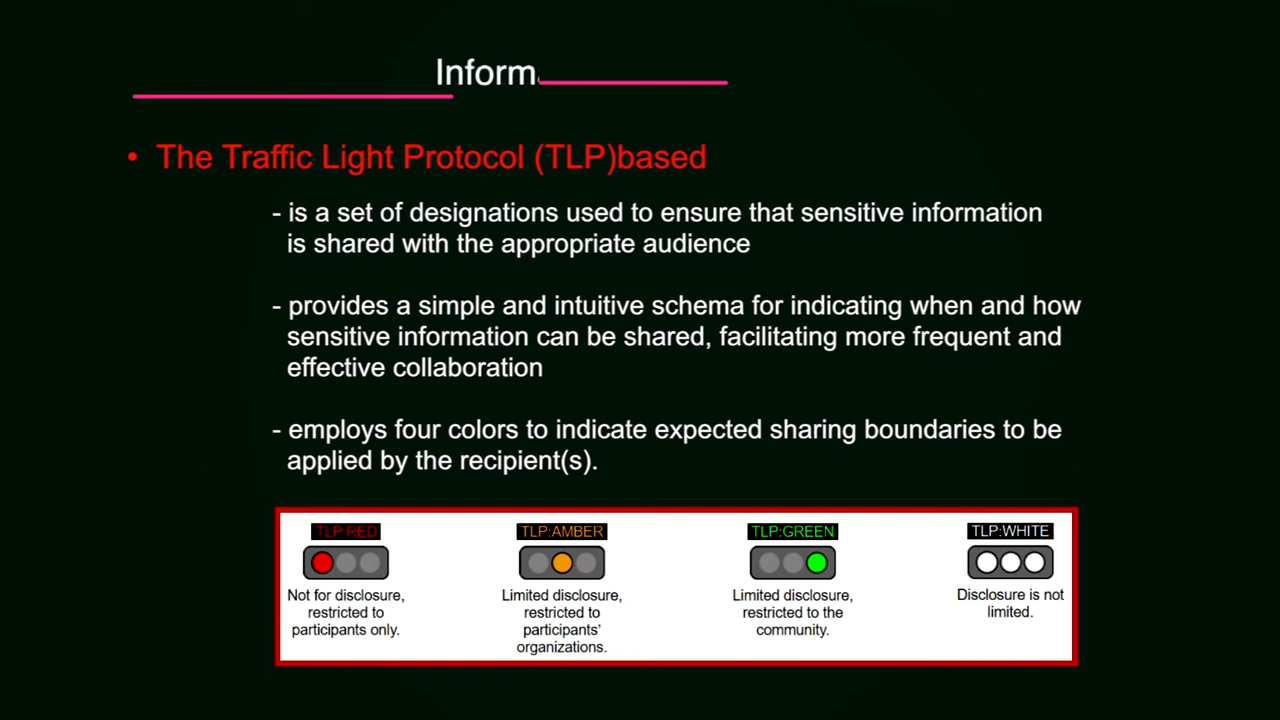 Inform
• The Traffic Light Protocol (TLP)based
- is a set of designations used to ensure that sensitive information
is shared with the appropriate audience
- provides a simple and intuitive schema for indicating when and how
sensitive information can be shared, facilitating more frequent and
effective collaboration
- employs four colors to indicate expected sharing boundaries to be
applied by the recipient(s).
TLP:RED
Not for disclosure,
restricted to
participants only.
TLP:AMBER
Limited disclosure,
restricted to
participants’
organizations.
TLP:GREEN
Limited disclosure,
restricted to the
community.
TLP:WHITE
Disclosure is not
limited.